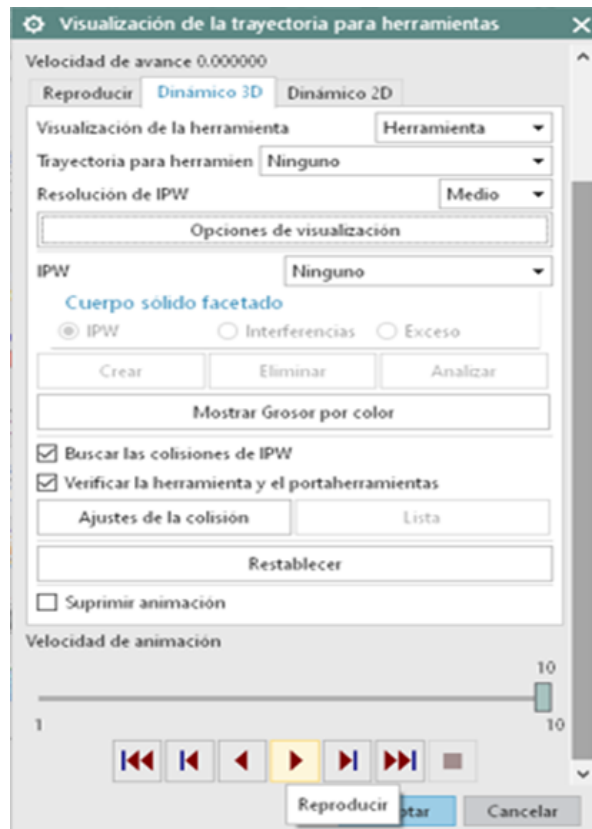 Visualización de la trayectoria para herramientas
Velocidad de avance 0.000000
Reproducir Dinámico 3D Dinámico 2D
Visualización de la herramienta Herramienta
Trayectoria para herramien Ninguno
Resolución de IPW Medio
Opciones de visualización
IPW Ninguno
Cuerpo sólido facetado
IPW Interferencias Exceso
Crear Eliminar Analizar
Mostrar Grosor por color
Buscar las colisiones de IPW
Verificar la herramienta y el portaherramientas
Ajustes de la colisión Lista
Restablecer
Suprimir animación
Velocidad de animación
10
1 10
Reproducir ptar Cancelar